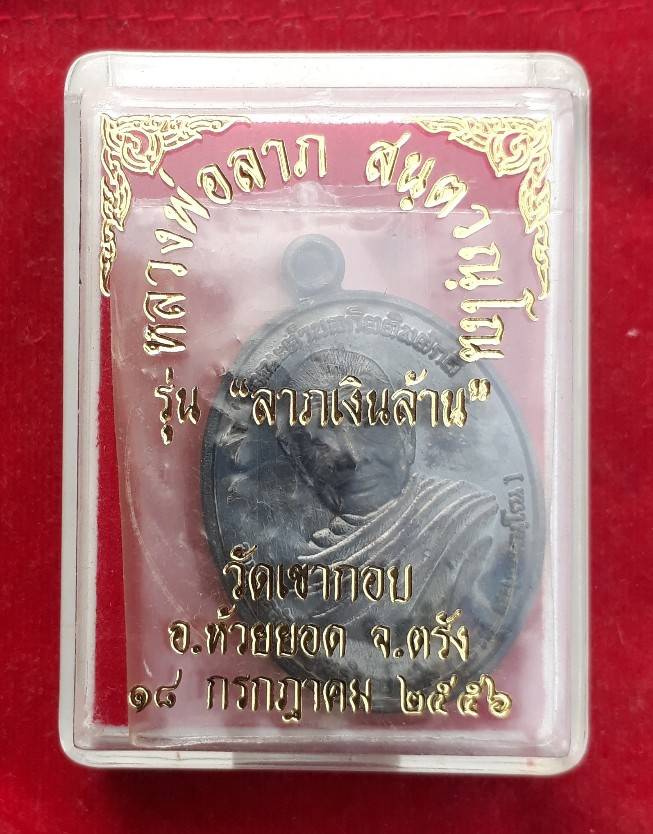 หลวงพ่อลาภ สนฺตวณฺโณ
รุ่น "ลาภเงินล้าน"
วัดเขากอบ
อ.ห้วยยอด จ.ตรัง
๑๘ กรกฎาคม ๒๕๕๖